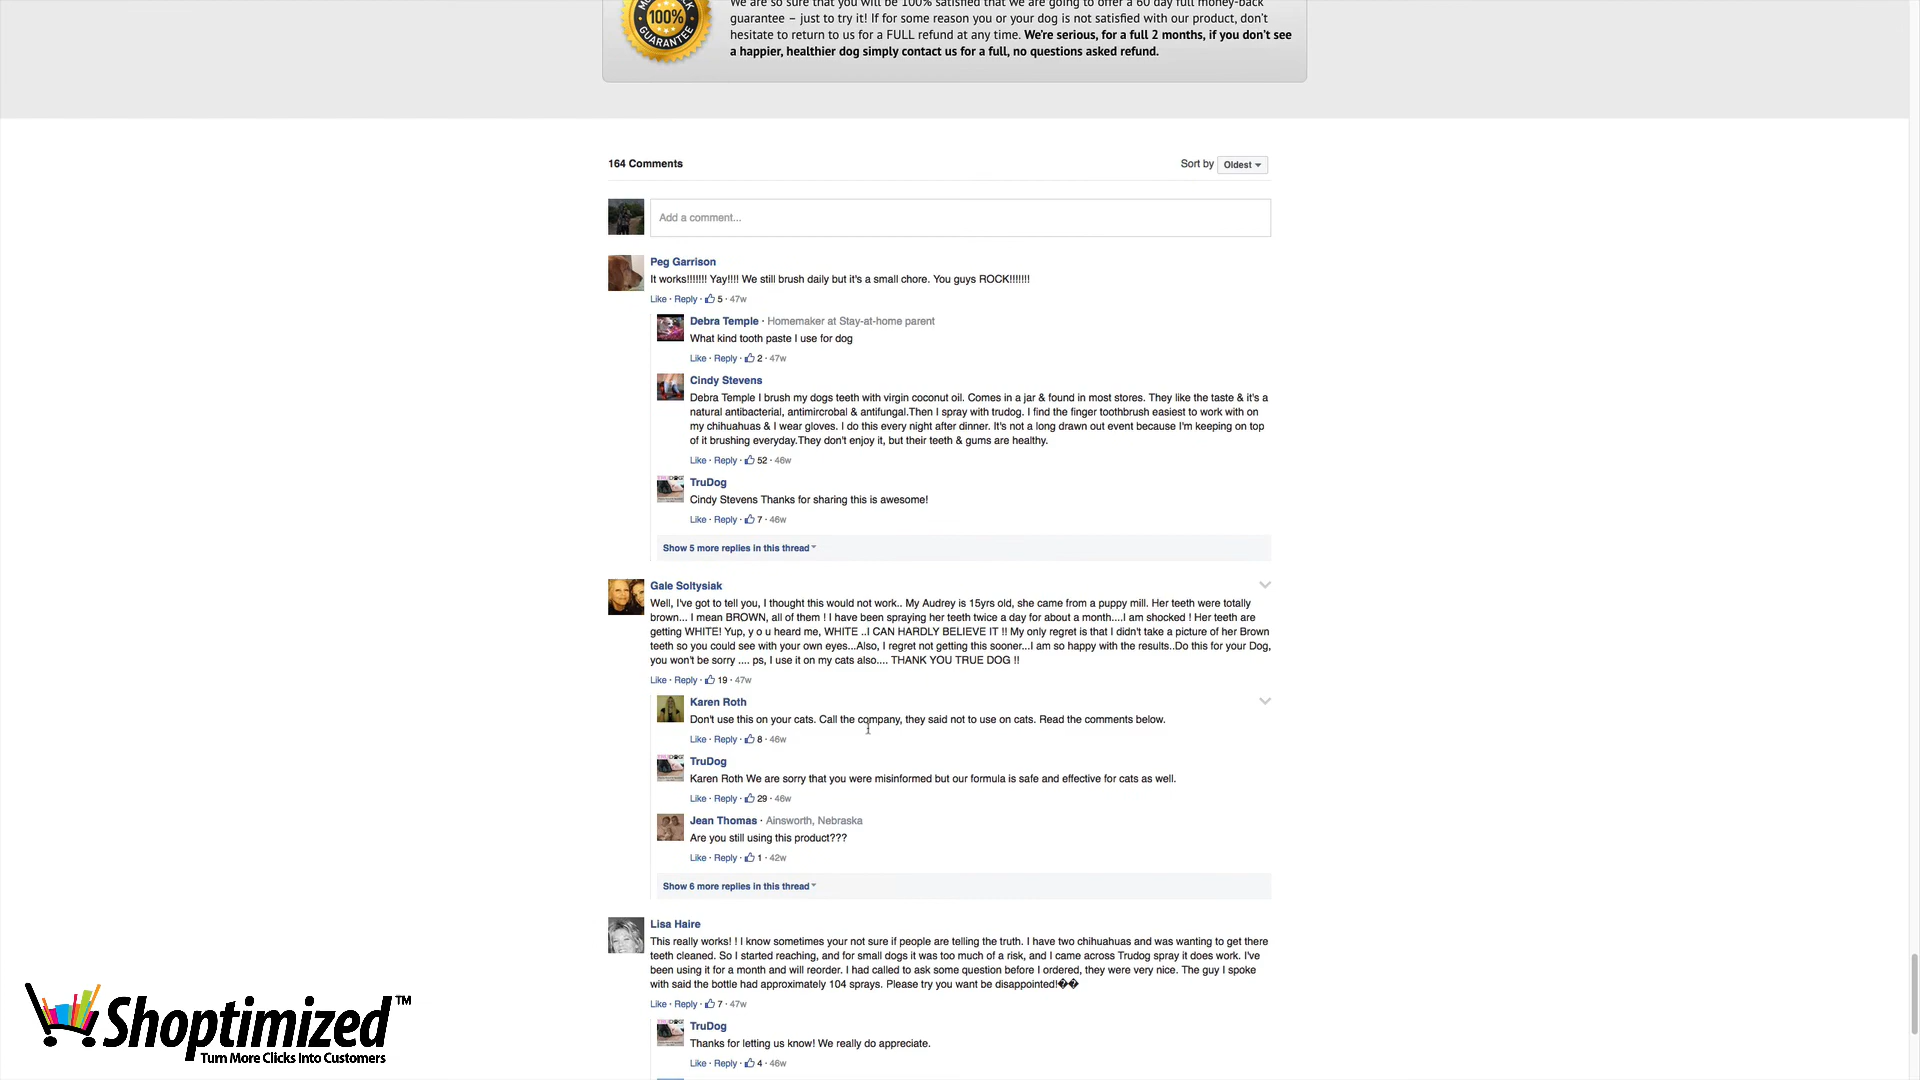 We are so sure that you will be 100% satisfied that we are going to offer a 60 day full money-back
guarantee – just to try it! If for some reason you or your dog is not satisfied with our product, don't
hesitate to return to us for a FULL refund at any time. We're serious, for a full 2 months, if you don't see
a happier, healthier dog simply contact us for a full, no questions asked refund.
100%
GUARANTEE
164 Comments
Sort by Oldest
Add a comment...
Peg Garrison
It works!!!!!!! Yay!!!! We still brush daily but it's a small chore. You guys ROCK!!!!!!!
Like · Reply · 5 · 47w
Debra Temple · Homemaker at Stay-at-home parent
What kind tooth paste I use for dog
Like · Reply · 2 · 47w
Cindy Stevens
Debra Temple I brush my dogs teeth with virgin coconut oil. Comes in a jar & found in most stores. They like the taste & it's a
natural antibacterial, antimircrobal & antifungal.Then I spray with trudog. I find the finger toothbrush easiest to work with on
my chihuahuas & I wear gloves. I do this every night after dinner. It's not a long drawn out event because I'm keeping on top
of it brushing everyday.They don't enjoy it, but their teeth & gums are healthy.
Like · Reply · 52 · 46w
TruDog
Cindy Stevens Thanks for sharing this is awesome!
Like · Reply · 7 · 46w
Show 5 more replies in this thread
Gale Soltysiak
Well, I've got to tell you, I thought this would not work.. My Audrey is 15yrs old, she came from a puppy mill. Her teeth were totally
brown... I mean BROWN, all of them ! I have been spraying her teeth twice a day for about a month....I am shocked ! Her teeth are
getting WHITE! Yup, y o u heard me, WHITE ..I CAN HARDLY BELIEVE IT !! My only regret is that I didn't take a picture of her Brown
teeth so you could see with your own eyes...Also, I regret not getting this sooner...I am so happy with the results..Do this for your Dog,
you won't be sorry .... ps, I use it on my cats also.... THANK YOU TRUE DOG !!
Like · Reply · 19 · 47w
Karen Roth
Don't use this on your cats. Call the company, they said not to use on cats. Read the comments below.
Like · Reply · 8 · 46w
TruDog
Karen Roth We are sorry that you were misinformed but our formula is safe and effective for cats as well.
Like · Reply · 29 · 46w
Jean Thomas · Ainsworth, Nebraska
Are you still using this product???
Like · Reply · 1 · 42w
Show 6 more replies in this thread
Lisa Haire
This really works! ! I know sometimes your not sure if people are telling the truth. I have two chihuahuas and was wanting to get there
teeth cleaned. So I started reaching, and for small dogs it was too much of a risk, and I came across Trudog spray it does work. I've
been using it for a month and will reorder. I had called to ask some question before I ordered, they were very nice. The guy I spoke
with said the bottle had approximately 104 sprays. Please try you want be disappointed!��
Like · Reply · 7 · 47w
TruDog
Thanks for letting us know! We really do appreciate.
Like · Reply · 4 · 46w
Shoptimized™
Turn More Clicks Into Customers